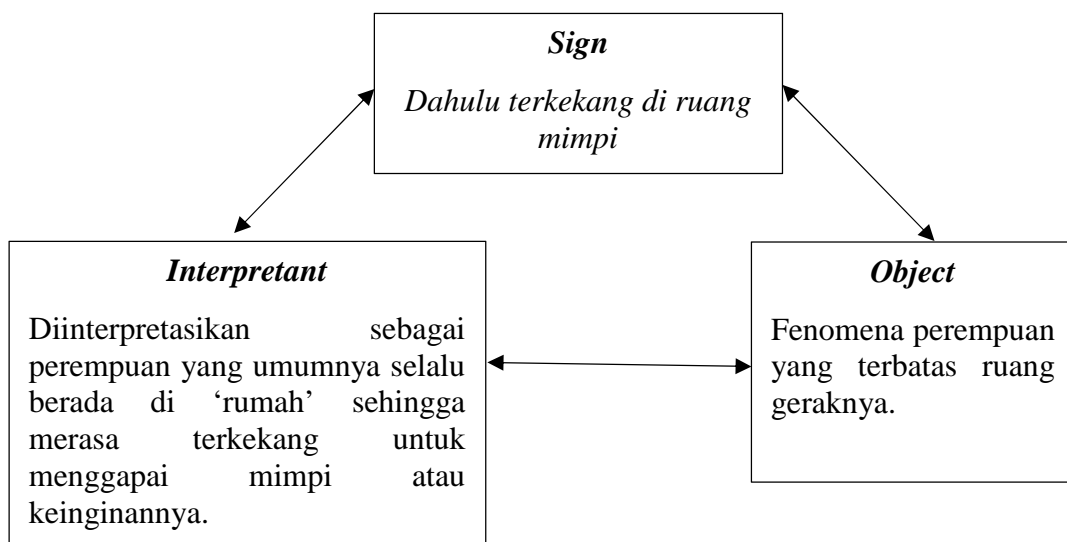 Sign
Dahulu terkekang di ruang
mimpi
Interpretant
Diinterpretasikan sebagai
perempuan yang umumnya selalu
berada di ‘rumah’ sehingga
merasa terkekang untuk
menggapai mimpi atau
keinginannya.
Object
Fenomena perempuan
yang terbatas ruang
geraknya.